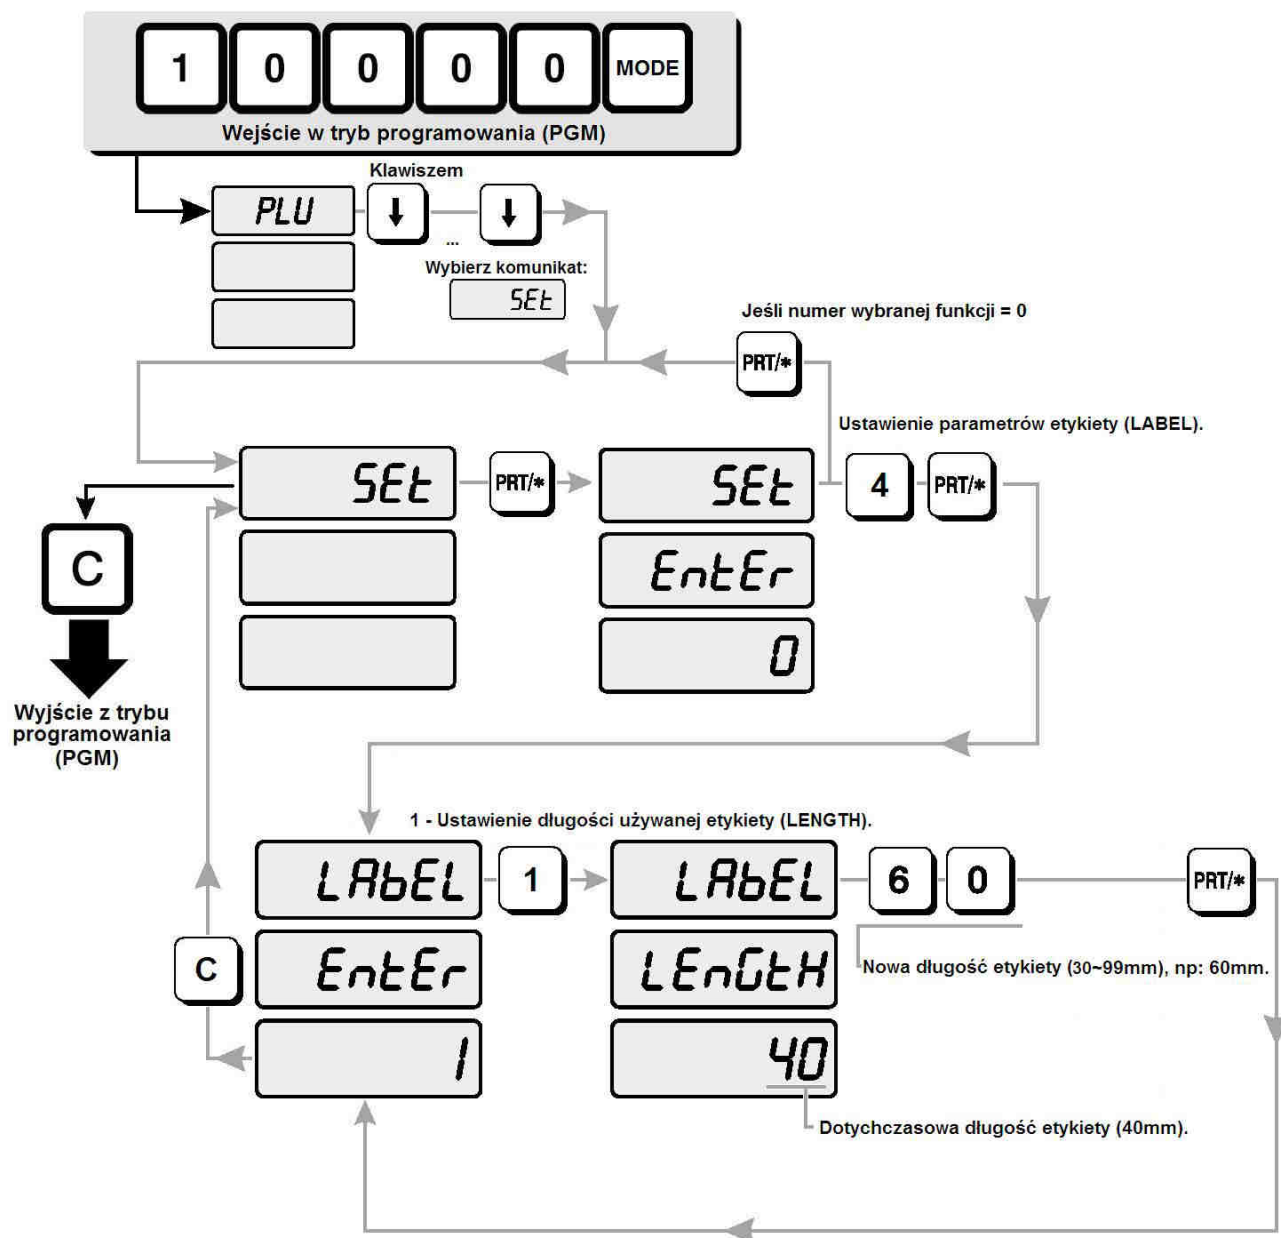 1 0 0 0 0 MODE
Wejście w tryb programowania (PGM)
Klawiszem
PLU
...
Wybierz komunikat:
SEt
Jeśli numer wybranej funkcji = 0
PRT/*
Ustawienie parametrów etykiety (LABEL).
SEt PRT/* SEt 4 PRT/*
C
EntEr
0
Wyjście z trybu
programowania
(PGM)
1 - Ustawienie długości używanej etykiety (LENGTH).
LAbEL 1 LAbEL 6 0 PRT/*
C EntEr LEnGtH
Nowa długość etykiety (30~99mm), np: 60mm.
1 40
Dotychczasowa długość etykiety (40mm).